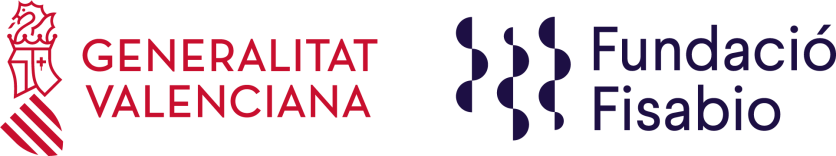 GENERALITAT
VALENCIANA
Fundació
Fisabio